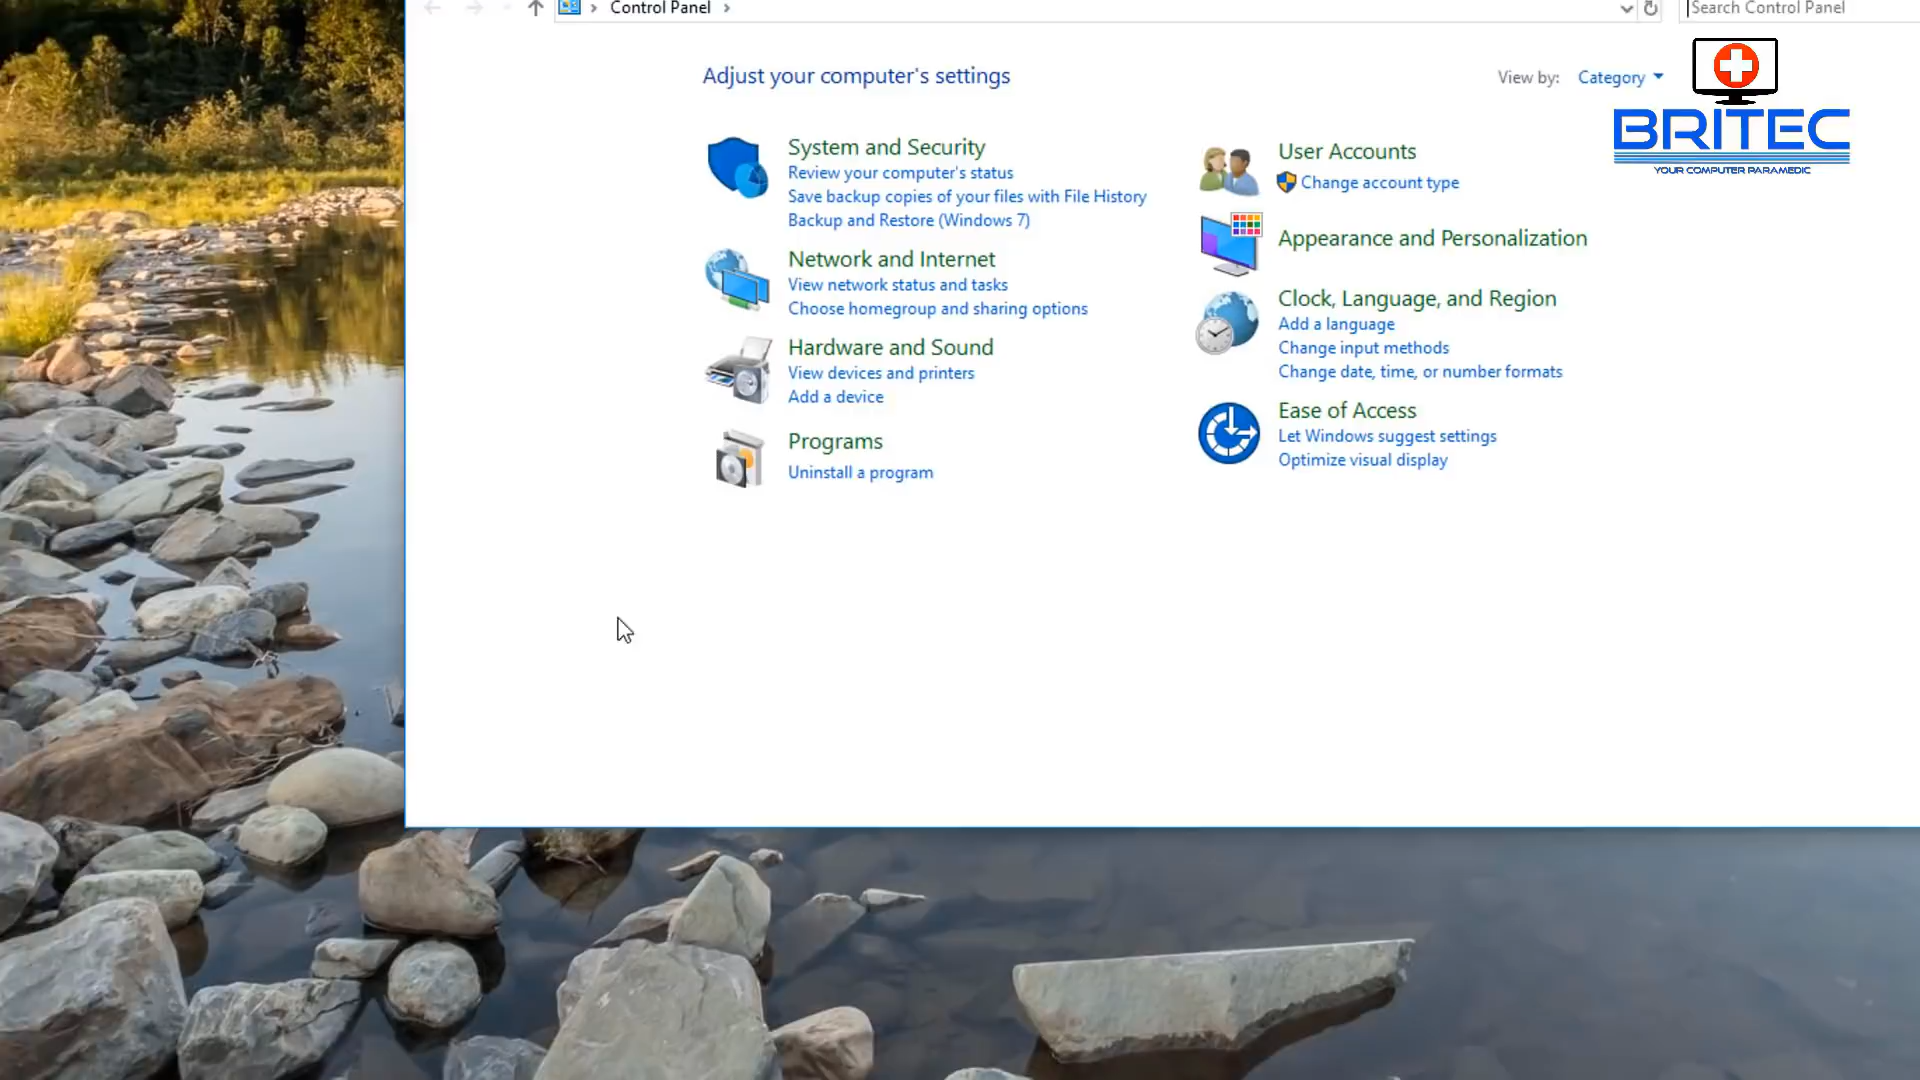 Control Panel
Search Control Panel
Adjust your computer's settings
View by: Category
BRITEC
YOUR COMPUTER PARAMEDIC
System and Security
Review your computer's status
Save backup copies of your files with File History
Backup and Restore (Windows 7)
Network and Internet
View network status and tasks
Choose homegroup and sharing options
Hardware and Sound
View devices and printers
Add a device
Programs
Uninstall a program
User Accounts
Change account type
Appearance and Personalization
Clock, Language, and Region
Add a language
Change input methods
Change date, time, or number formats
Ease of Access
Let Windows suggest settings
Optimize visual display